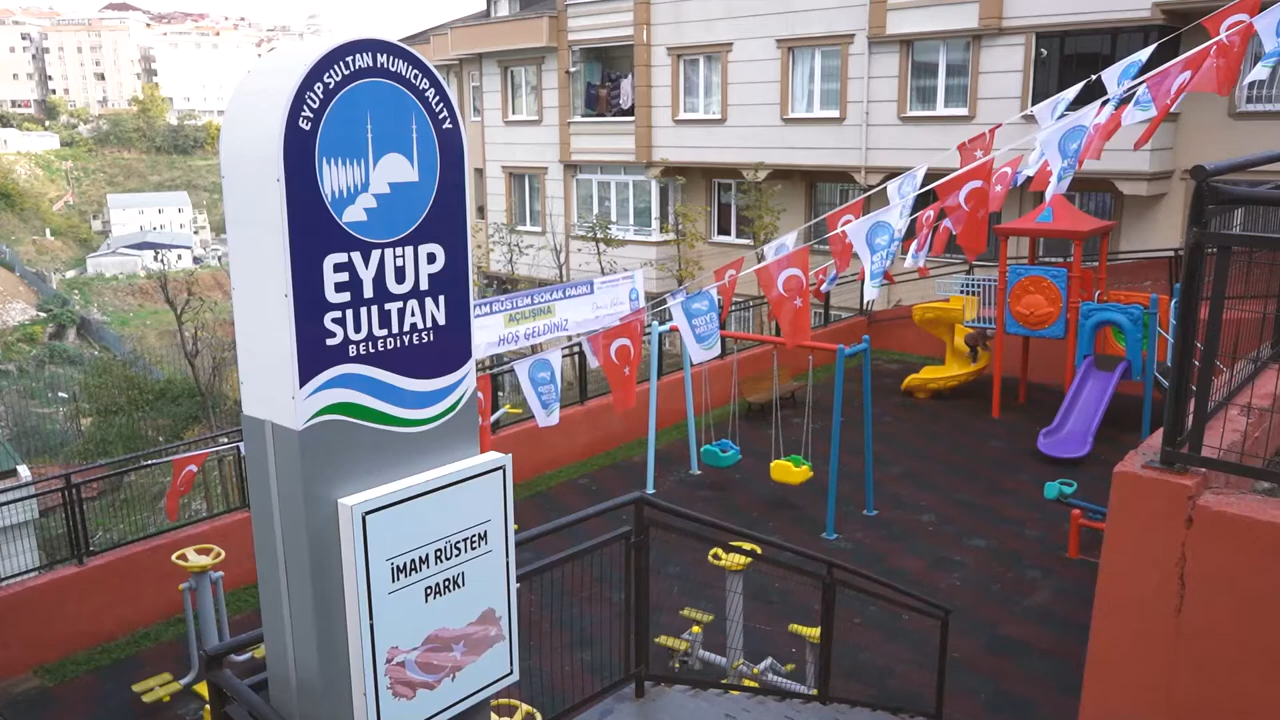 EYÜP SULTAN MUNICIPALITY
EYÜP
SULTAN
BELEDİYESİ
İMAM RÜSTEM
PARKI
AM RÜSTEM SOKAK PARKI
AÇILIŞINA
HOŞ GELDİNİZ